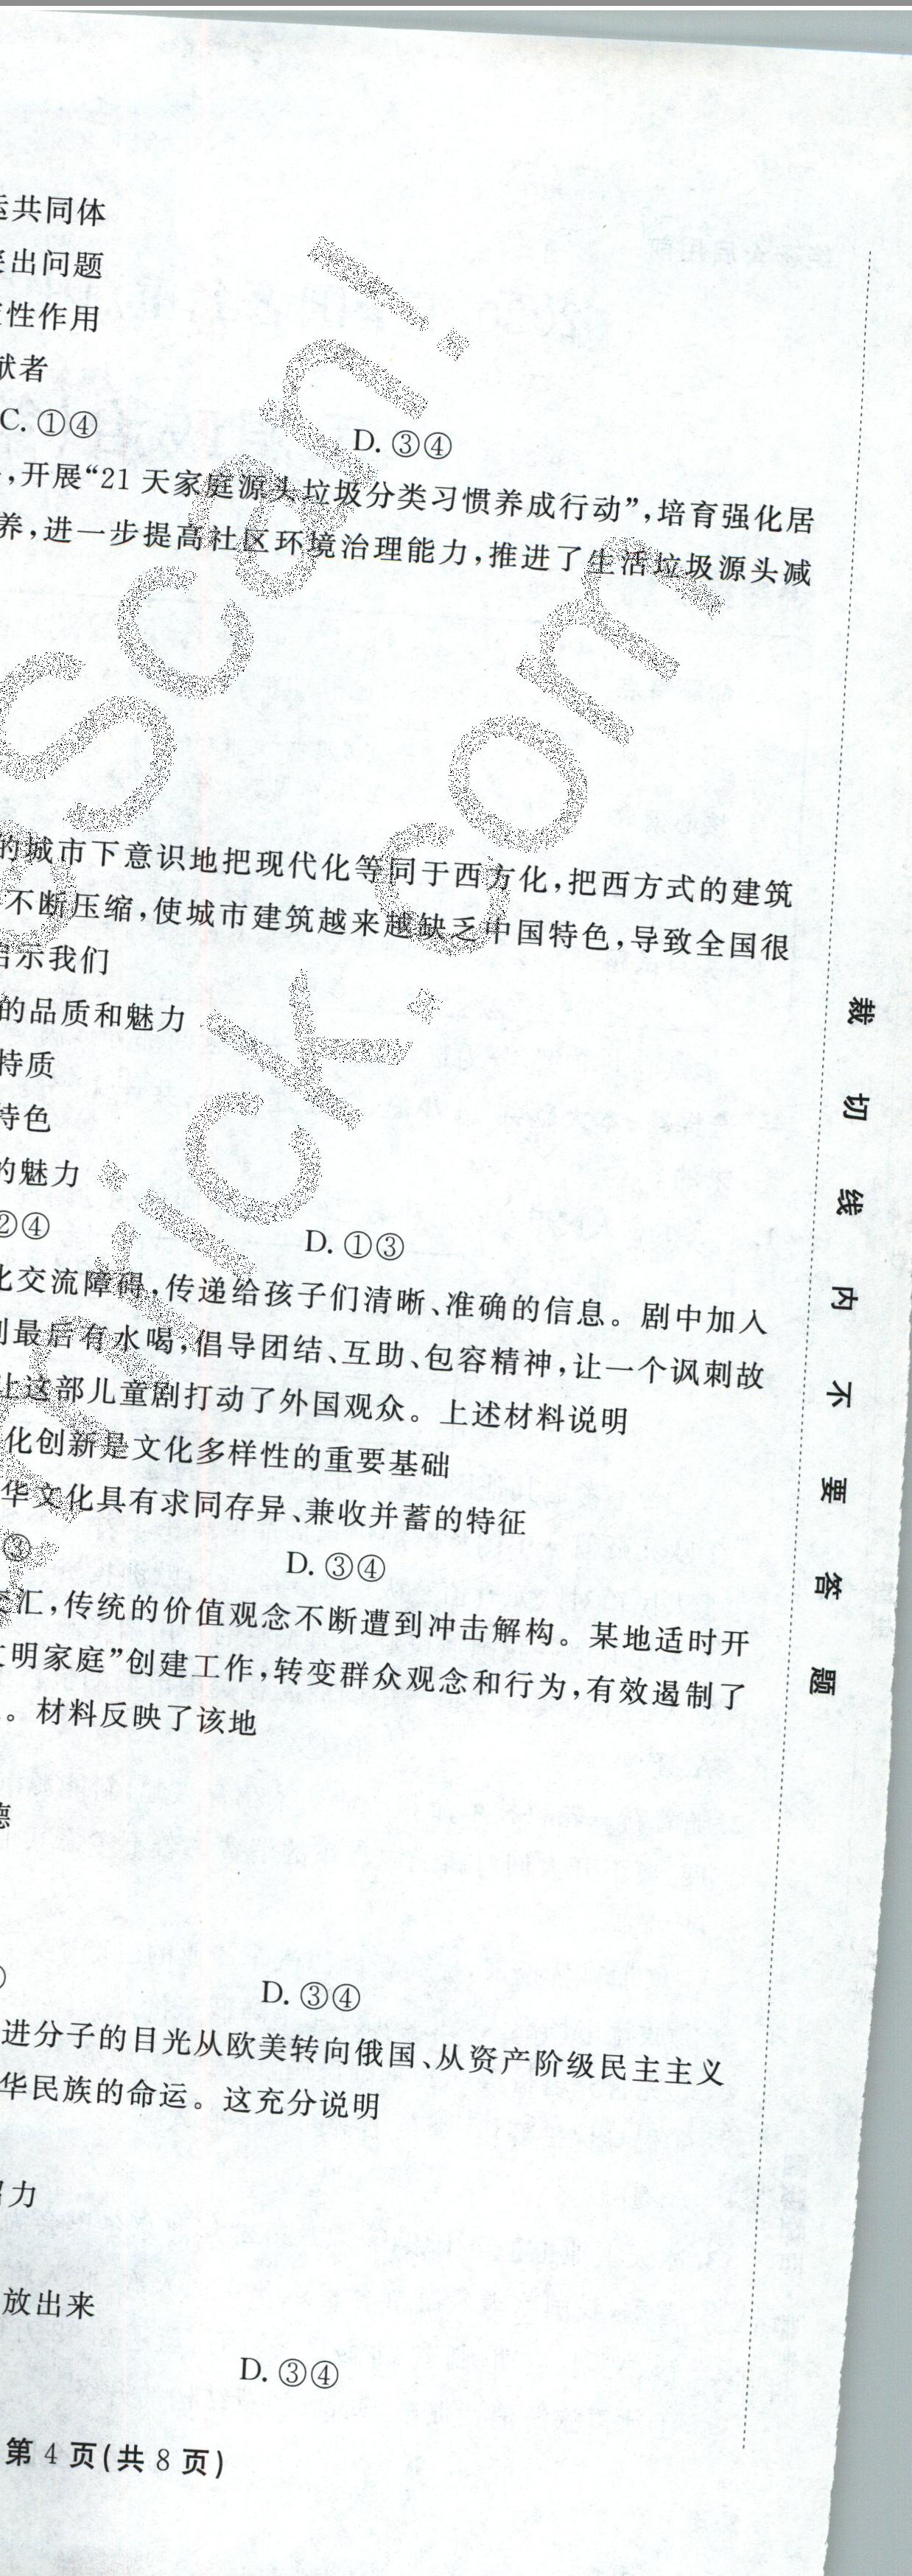 运共同体
出问题
性作用
献者
C. ①④
D. ③④
,开展“21 天家庭源头垃圾分类习惯养成行动”,培育强化居
养,进一步提高社区环境治理能力,推进了生活垃圾源头减
的城市下意识地把现代化等同于西方化,把西方式的建筑
不断压缩,使城市建筑越来越缺乏中国特色,导致全国很
启示我们
的品质和魅力
特质
特色
的魅力
②④
D. ①③
化交流障碍,传递给孩子们清晰、准确的信息。剧中加入
到最后有水喝,倡导团结、互助、包容精神,让一个讽刺故
让这部儿童剧打动了外国观众。上述材料说明
化创新是文化多样性的重要基础
华文化具有求同存异、兼收并蓄的特征
③
D. ③④
交汇,传统的价值观念不断遭到冲击解构。某地适时开
文明家庭”创建工作,转变群众观念和行为,有效遏制了
。材料反映了该地
德
D. ③④
进分子的目光从欧美转向俄国、从资产阶级民主主义
华民族的命运。这充分说明
力
放出来
D. ③④
第 4 页(共 8 页)
裁切线内不要答题
Scan!
rick.com